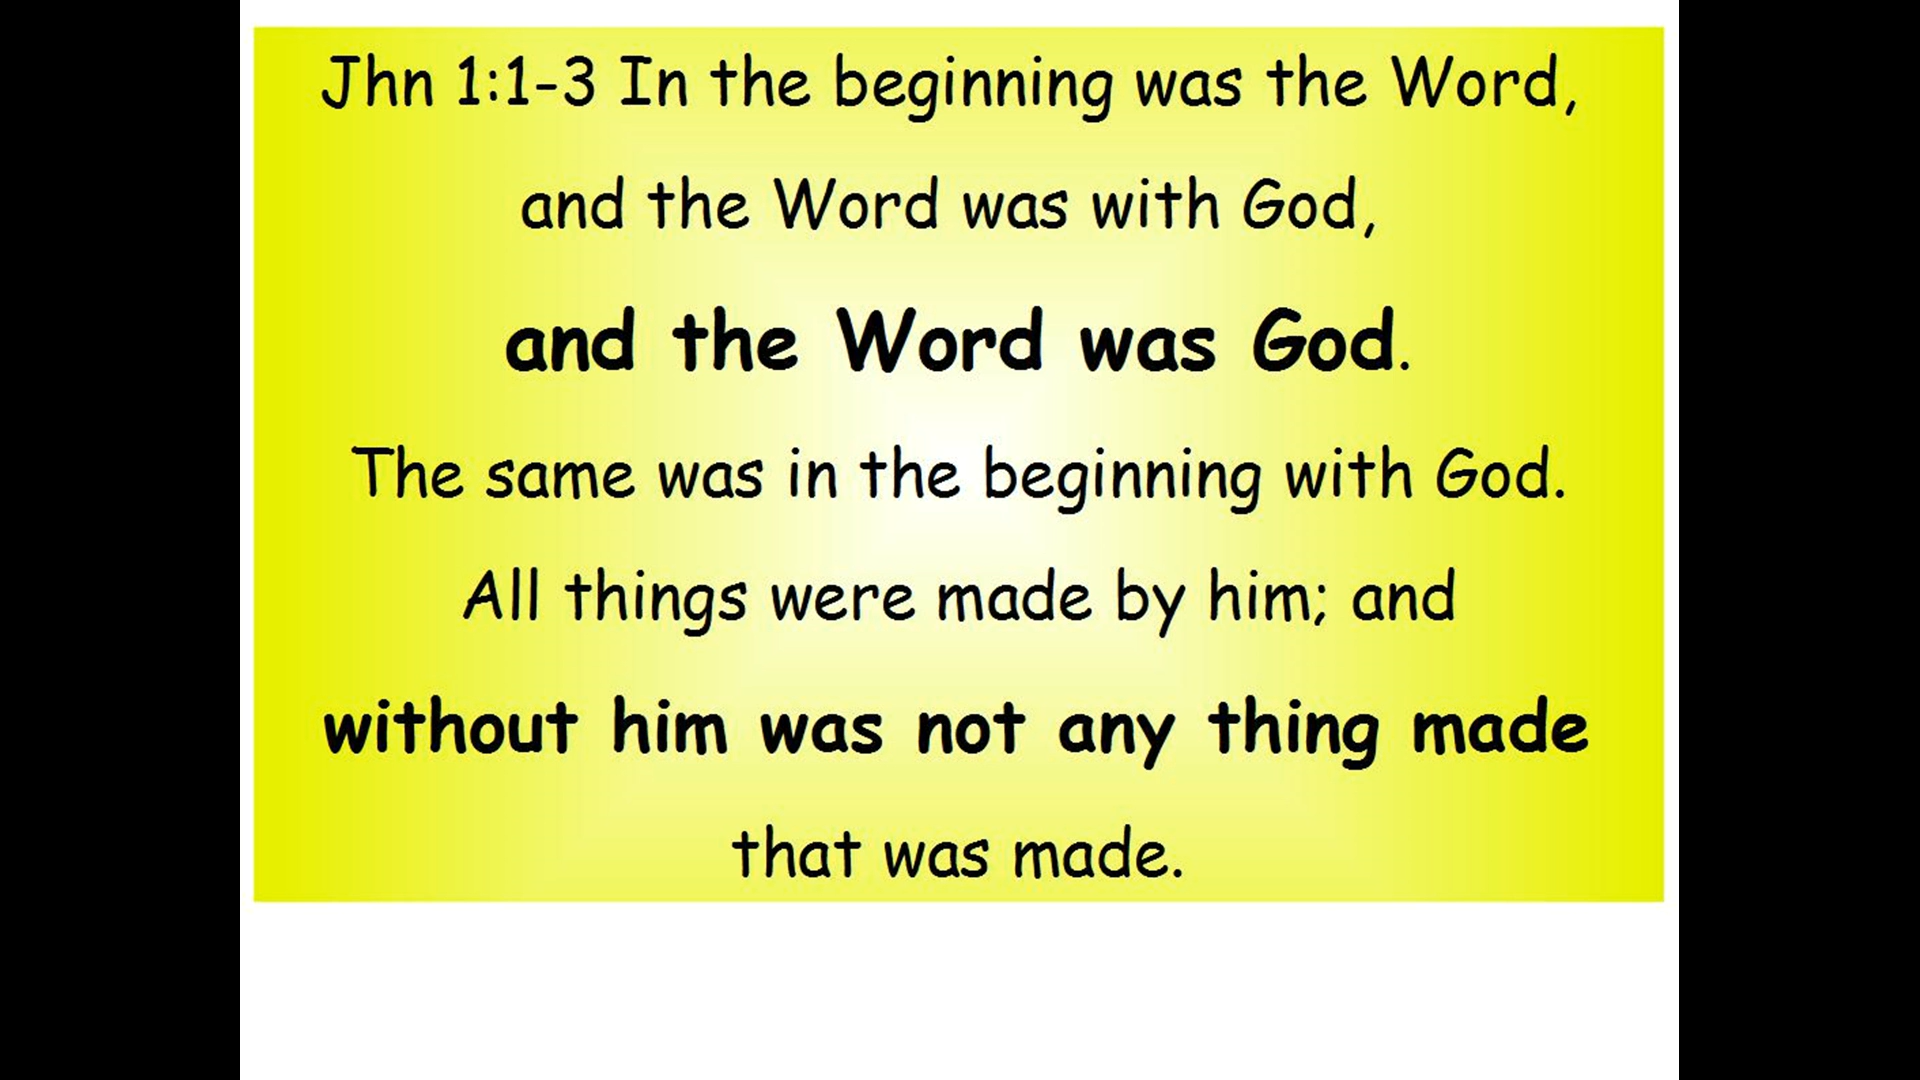 Jhn 1:1-3 In the beginning was the Word,
and the Word was with God,
and the Word was God.
The same was in the beginning with God.
All things were made by him; and
without him was not any thing made
that was made.